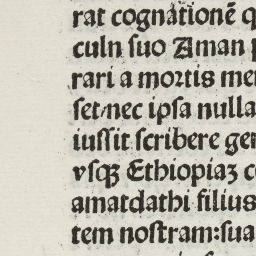 rat cognationē q
culn suo Aman p
rari a mortis me
set/nec ipsa nulla
iussit scribere ge
vsqꝫ Ethiopiaꝫ c
amatdathi filius
tem nostram:sua